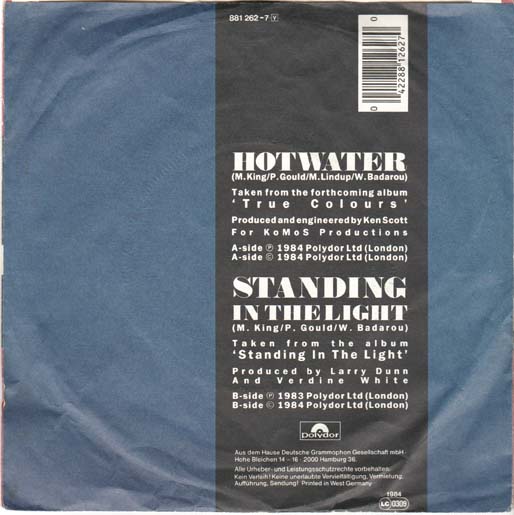 881 262-7 Y
0 42288 12627 0
HOT WATER
(M. King/P. Gould/M. Lindup/W. Badarou)
Taken from the forthcoming album
‘True Colours’
Produced and engineered by Ken Scott
For KoMoS Productions
A-side Ⓟ 1984 Polydor Ltd (London)
A-side © 1984 Polydor Ltd (London)
STANDING
IN THE LIGHT
(M. King/P. Gould/W. Badarou)
Taken from the album
‘Standing In The Light’
Produced by Larry Dunn
And Verdine White
B-side Ⓟ 1983 Polydor Ltd (London)
B-side © 1984 Polydor Ltd (London)
Polydor
Aus dem Hause Deutsche Grammophon Gesellschaft mbH
Hohe Bleichen 14 - 16 · 2000 Hamburg 36.
Alle Urheber- und Leistungsschutzrechte vorbehalten.
Kein Verleih! Keine unerlaubte Vervielfältigung, Vermietung,
Aufführung, Sendung! Printed in West Germany
1984
LC 0309